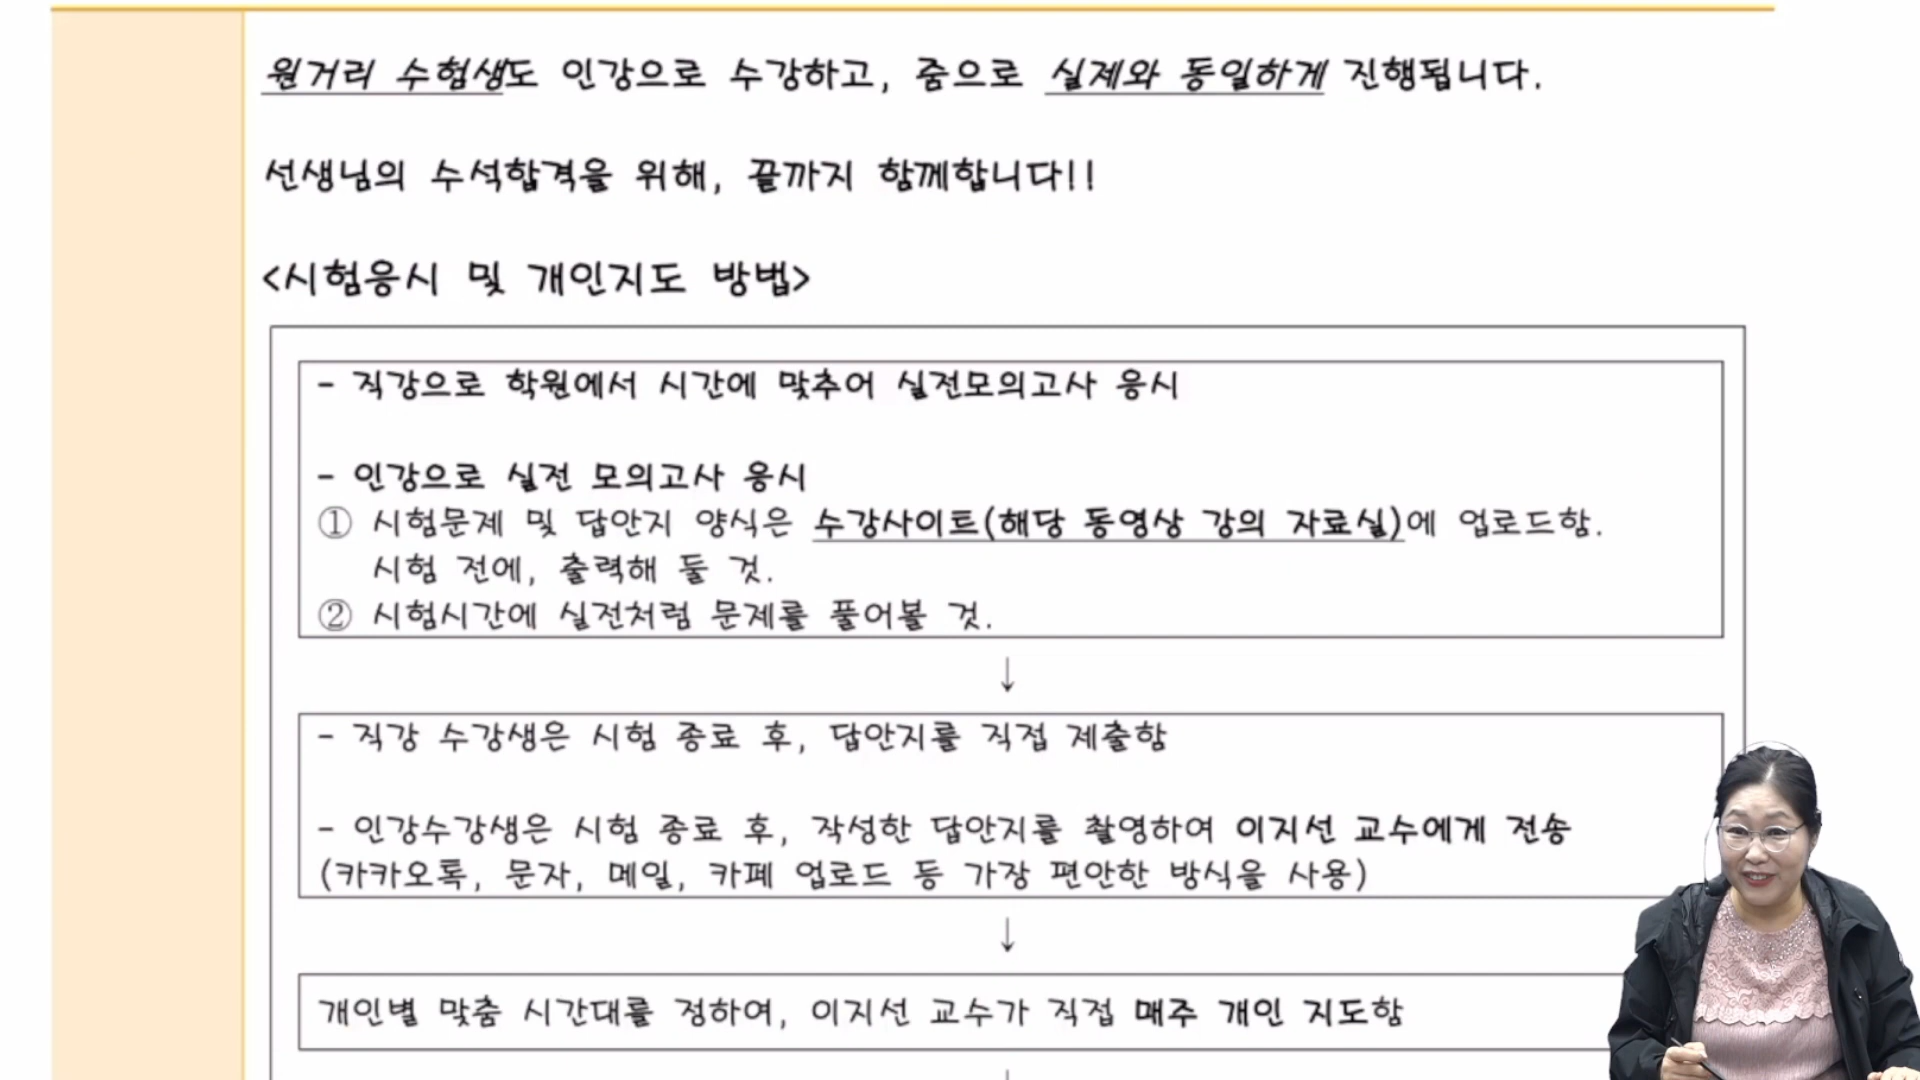 원거리 수험생도 인강으로 수강하고, 줌으로 실제와 동일하게 진행됩니다.
선생님의 수석합격을 위해, 끝까지 함께합니다!!
<시험응시 및 개인지도 방법>
- 직강으로 학원에서 시간에 맞추어 실전모의고사 응시
- 인강으로 실전 모의고사 응시
① 시험문제 및 답안지 양식은 수강사이트(해당 동영상 강의 자료실)에 업로드함.
시험 전에, 출력해 둘 것.
② 시험시간에 실전처럼 문제를 풀어볼 것.
↓
- 직강 수강생은 시험 종료 후, 답안지를 직접 제출함
- 인강수강생은 시험 종료 후, 작성한 답안지를 촬영하여 이지선 교수에게 전송
(카카오톡, 문자, 메일, 카페 업로드 등 가장 편안한 방식을 사용)
↓
개인별 맞춤 시간대를 정하여, 이지선 교수가 직접 매주 개인 지도함